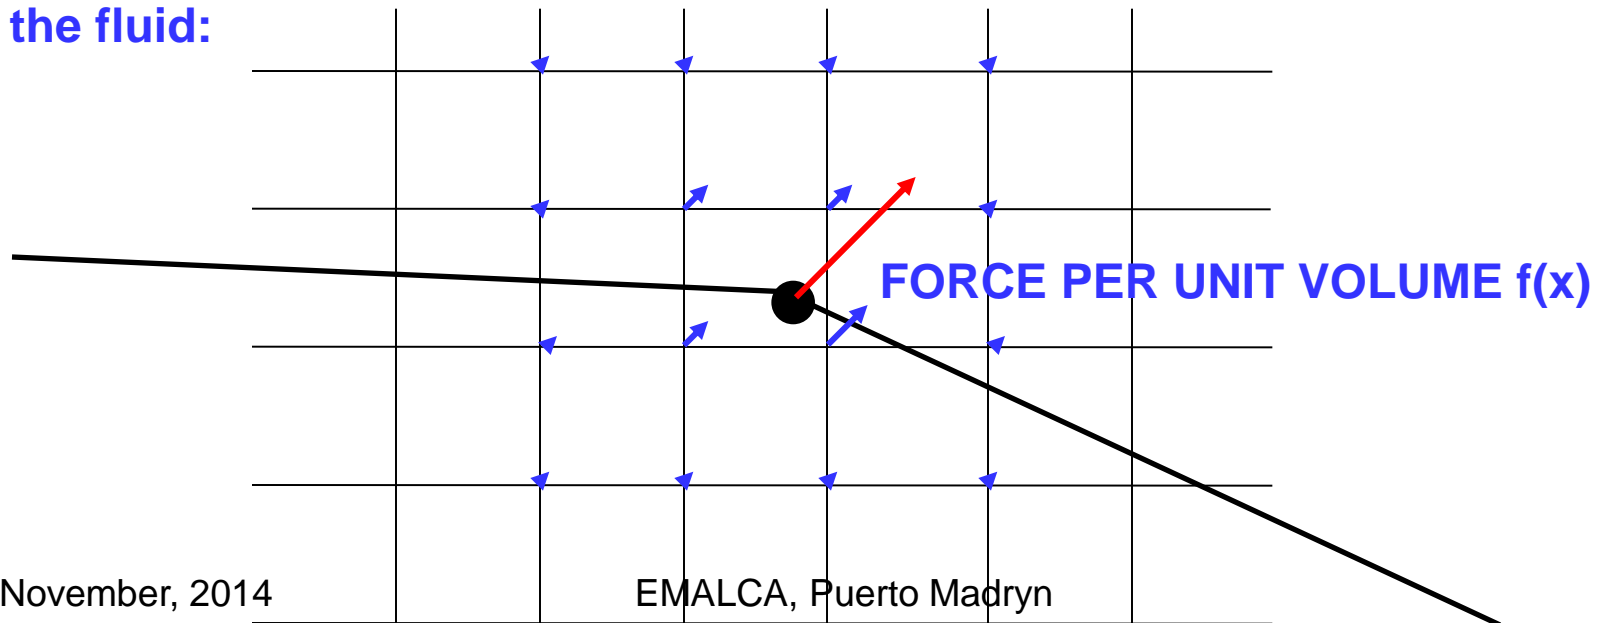 the fluid:
FORCE PER UNIT VOLUME f(x)
November, 2014
EMALCA, Puerto Madryn